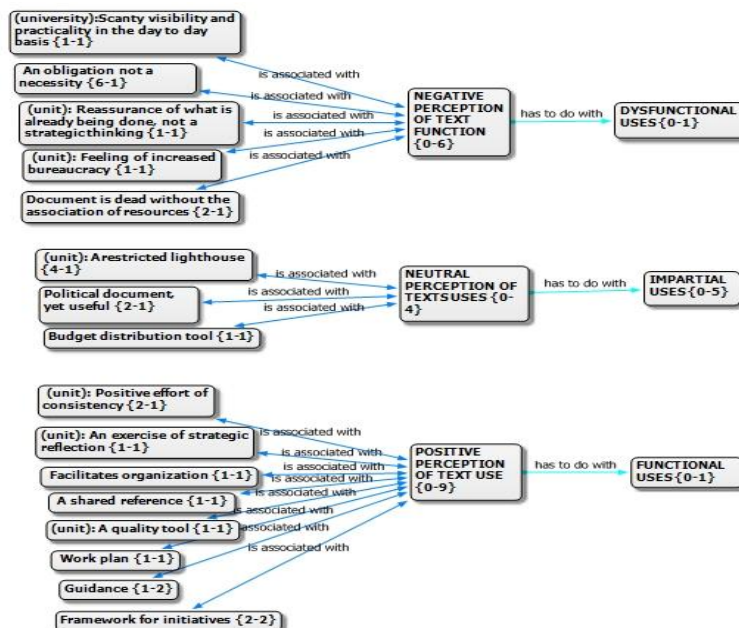 (university):Scanty visibility and
practicality in the day to day
basis {1-1}
An obligation not a
necessity {6-1}
(unit): Reassurance of what is
already being done, not a
strategic thinking {1-1}
(unit): Feeling of increased
bureaucracy {1-1}
Document is dead without the
association of resources {2-1}
is associated with
is associated with
is associated with
is associated with
is associated with
NEGATIVE
PERCEPTION
OF TEXT
FUNCTION
{0-6}
has to do with
DYSFUNCTIONAL
USES {0-1}
(unit): Arestricted lighthouse
{4-1}
Political document,
yet useful {2-1}
Budget distribution tool {1-1}
is associated with
is associated with
is associated with
NEUTRAL
PERCEPTION OF
TEXTSUSES {0-
4}
has to do with
IMPARTIAL
USES {0-5}
(unit): Positive effort of
consistency {2-1}
(unit): An exercise of strategic
reflection {1-1}
Facilitates organization {1-1}
A shared reference {1-1}
(unit): A quality tool {1-1}
Work plan {1-1}
Guidance {1-2}
Framework for initiatives {2-2}
is associated with
is associated with
is associated with
is associated with
is associated with
associated with
is associated with
POSITIVE
PERCEPTION
OF TEXT USE
{0-9}
has to do with
FUNCTIONAL
USES {0-1}